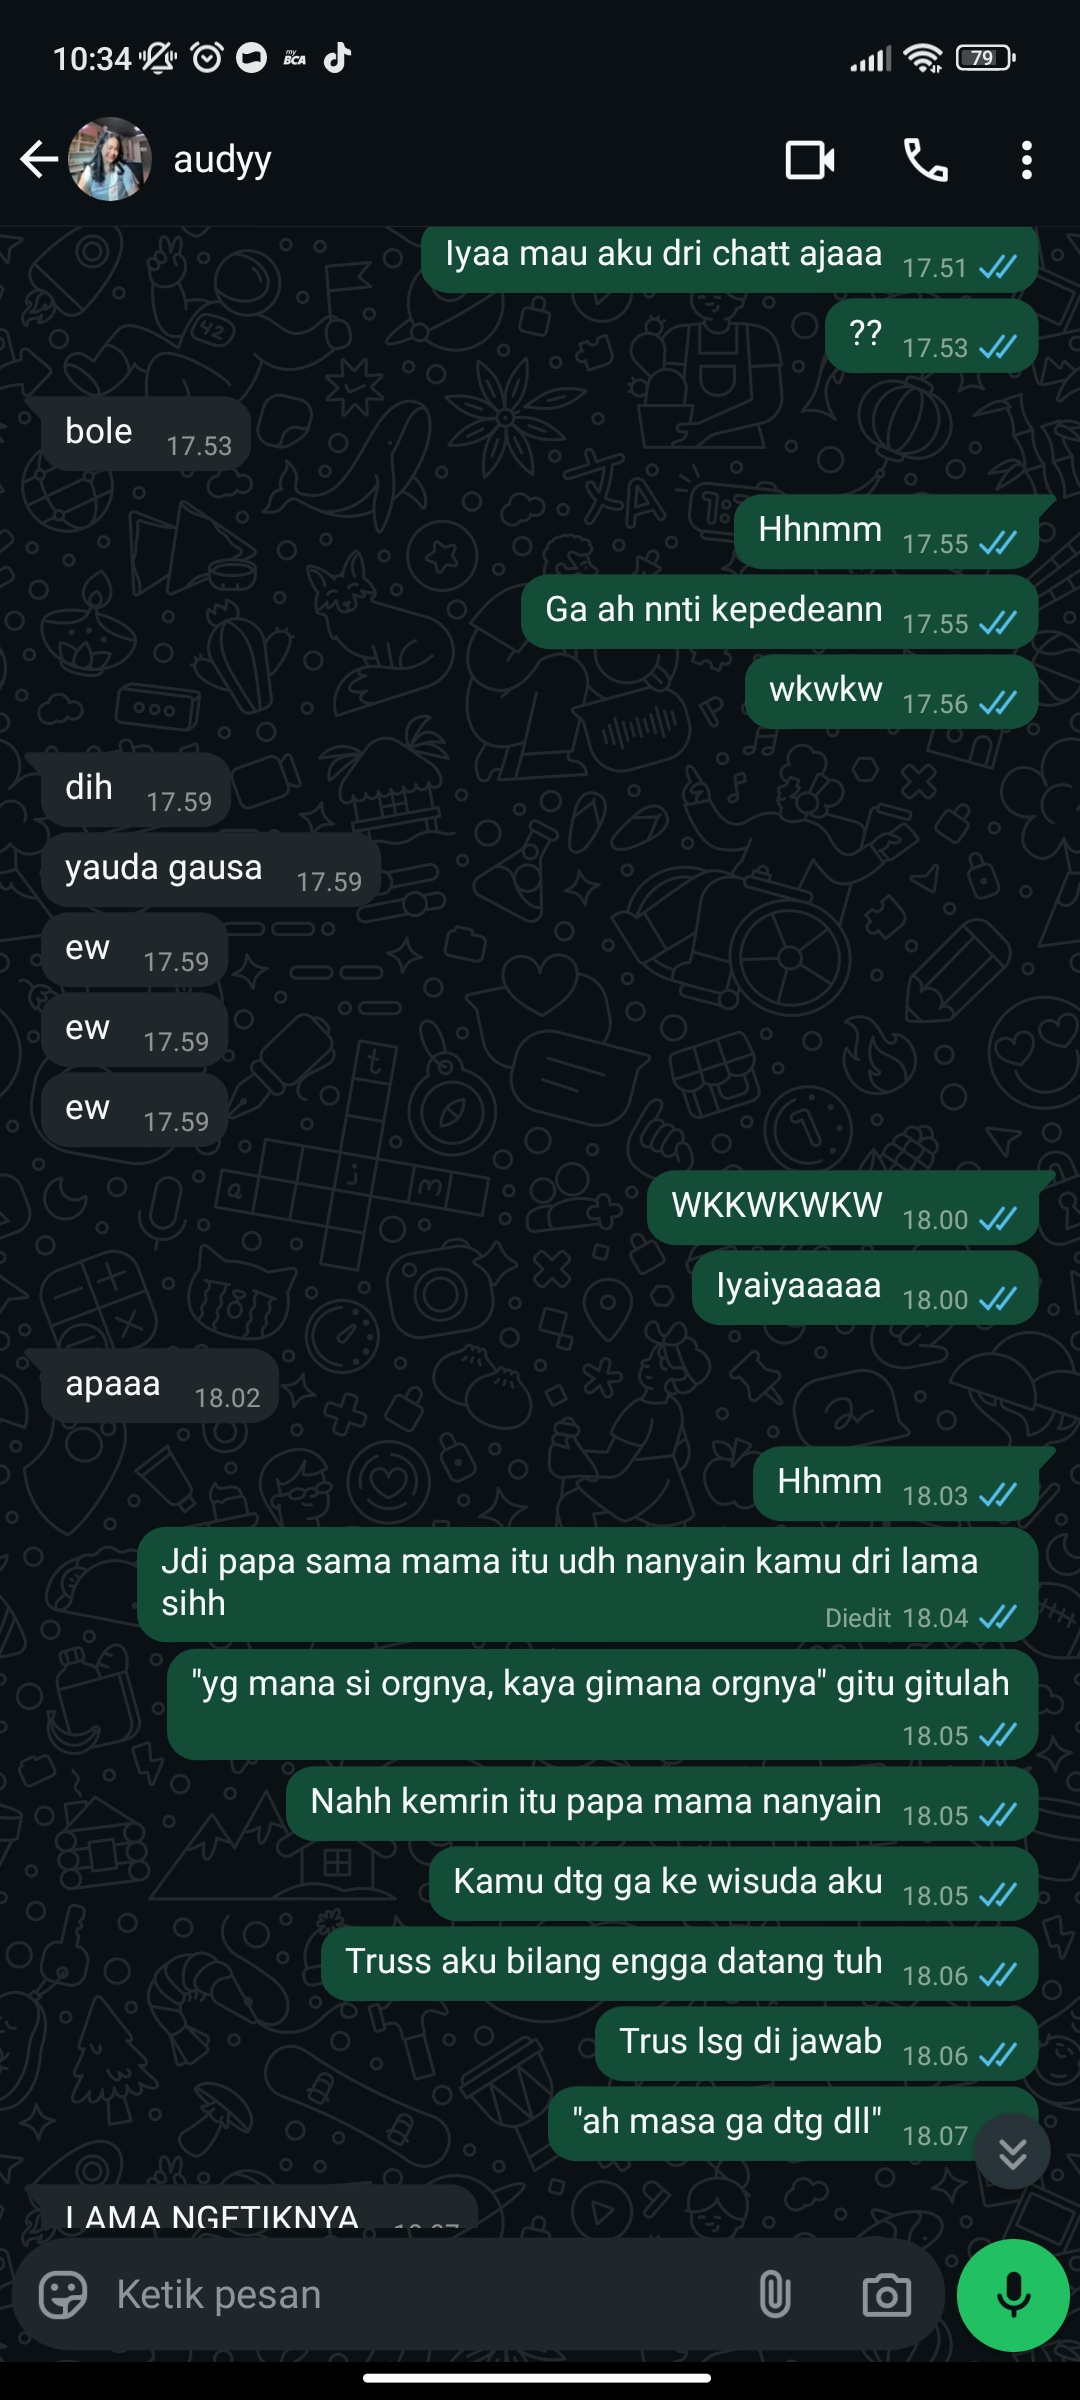 10:34 my BCA 79
audyy
Iyaa mau aku dri chatt ajaaa 17.51
?? 17.53
bole 17.53
Hhnmm 17.55
Ga ah nnti kepedeann 17.55
wkwkw 17.56
dih 17.59
yauda gausa 17.59
ew 17.59
ew 17.59
ew 17.59
WKKWKWKW 18.00
Iyaiyaaaaa 18.00
apaaa 18.02
Hhmm 18.03
Jdi papa sama mama itu udh nanyain kamu dri lama
sihh
Diedit 18.04
"yg mana si orgnya, kaya gimana orgnya" gitu gitulah
18.05
Nahh kemrin itu papa mama nanyain 18.05
Kamu dtg ga ke wisuda aku 18.05
Truss aku bilang engga datang tuh 18.06
Trus lsg di jawab 18.06
"ah masa ga dtg dll" 18.07
LAMA NGETIKNYA
Ketik pesan